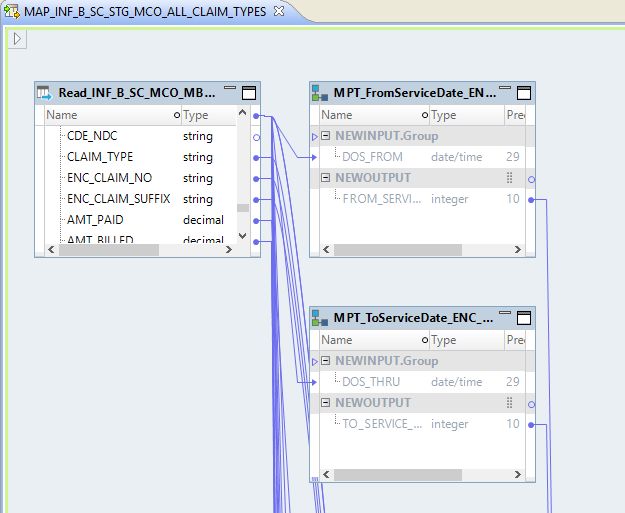 MAP_INF_B_SC_STG_MCO_ALL_CLAIM_TYPES
Read_INF_B_SC_MCO_MB...
Name Type
CDE_NDC string
CLAIM_TYPE string
ENC_CLAIM_NO string
ENC_CLAIM_SUFFIX string
AMT_PAID decimal
AMT_BILLED decimal
MPT_FromServiceDate_EN...
Name Type Prec
NEWINPUT.Group
DOS_FROM date/time 29
NEWOUTPUT
FROM_SERVI... integer 10
MPT_ToServiceDate_ENC_...
Name Type Prec
NEWINPUT.Group
DOS_THRU date/time 29
NEWOUTPUT
TO_SERVICE_... integer 10